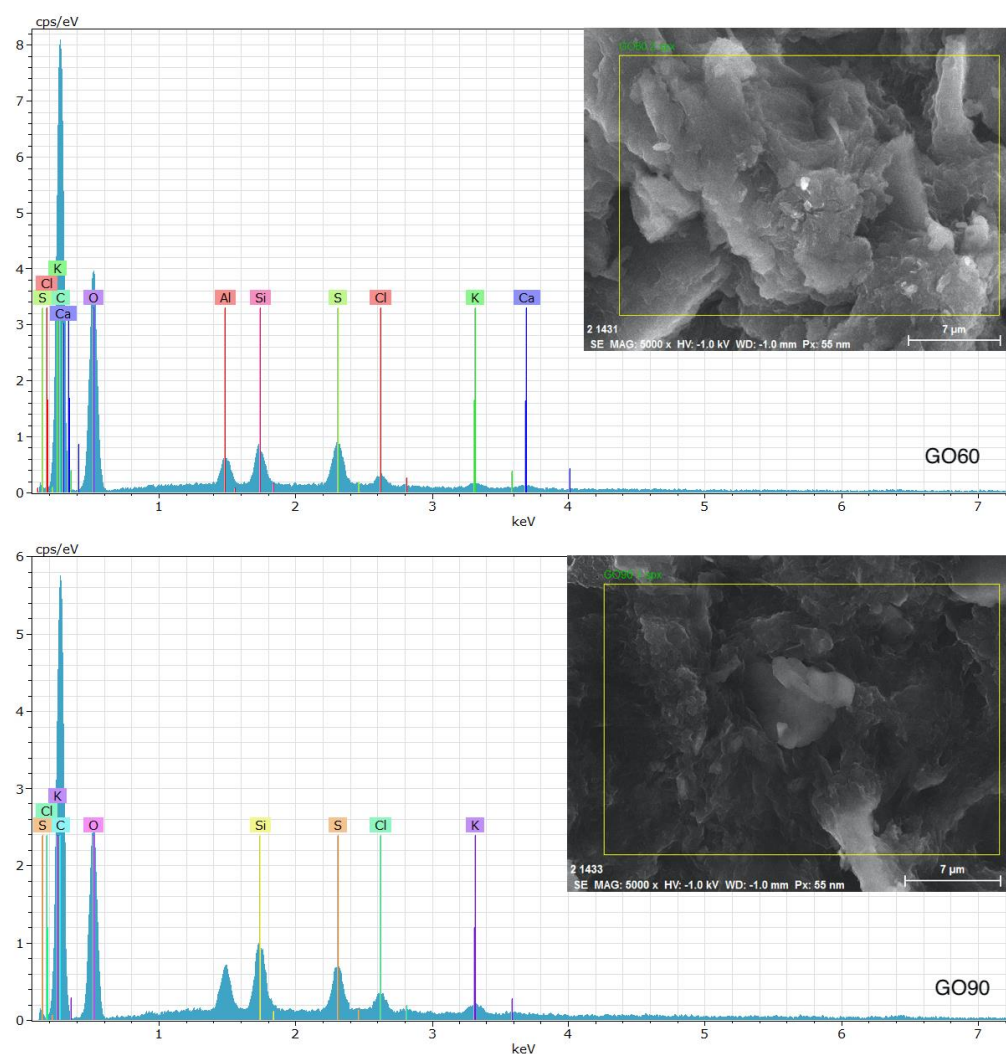 cps/eV
8
7
6
5
4
3
2
1
0
K
Cl
S C O Al Si S Cl K Ca
Ca
1 2 3 4 5 6 7
keV
GO60
2 1431
SE MAG: 5000 x HV: -1.0 kV WD: -1.0 mm Px: 55 nm
7 µm
cps/eV
6
5
4
3
2
1
0
K
Cl
S C O Si S Cl K
1 2 3 4 5 6 7
keV
GO90
2 1433
SE MAG: 5000 x HV: -1.0 kV WD: -1.0 mm Px: 55 nm
7 µm